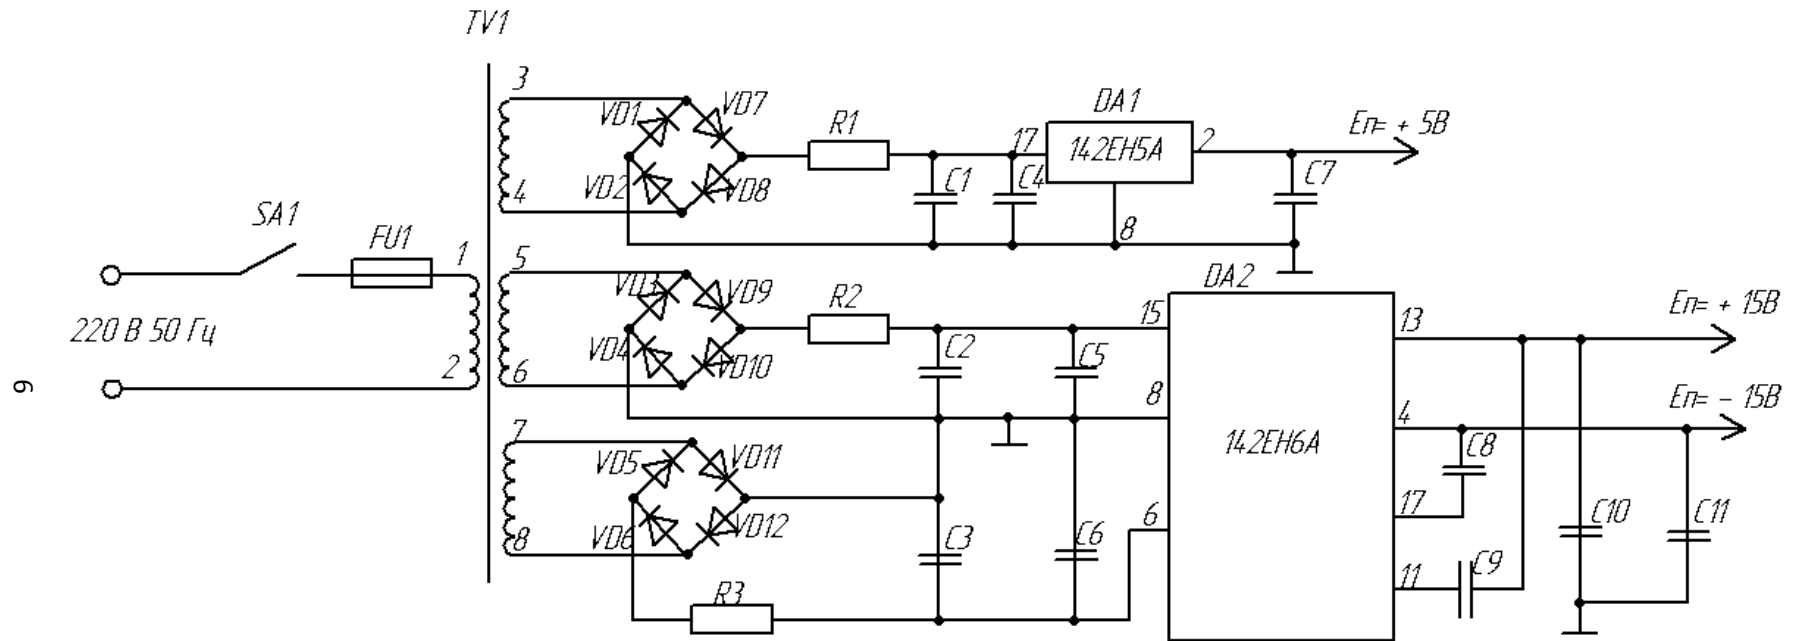 TV1
3
VD1
VD7
R1
17
DA1
142ЕН5А
2
Еп= + 5В
C1
C4
C7
4
VD2
VD8
8
SA1
FU1
1
5
VD3
VD9
R2
15
DA2
13
Еп= + 15В
220 В 50 Гц
2
6
VD4
VD10
C2
C5
8
142ЕН6А
4
Еп= – 15В
C8
7
VD5
VD11
8
VD6
VD12
C3
C6
6
17
C10
C11
R3
11
C9
9